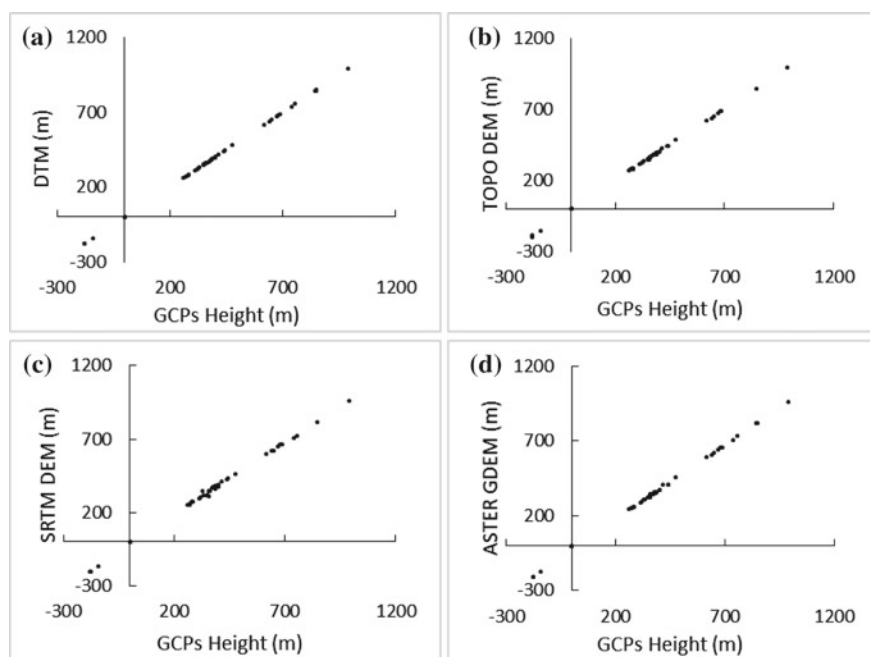 (a)
1200
700
200
-300
DTM (m)
-300 200 700 1200
GCPs Height (m)
(b)
1200
700
200
-300
TOPO DEM (m)
-300 200 700 1200
GCPs Height (m)
(c)
1200
700
200
-300
SRTM DEM (m)
-300 200 700 1200
GCPs Height (m)
(d)
1200
700
200
-300
ASTER GDEM (m)
-300 200 700 1200
GCPs Height (m)